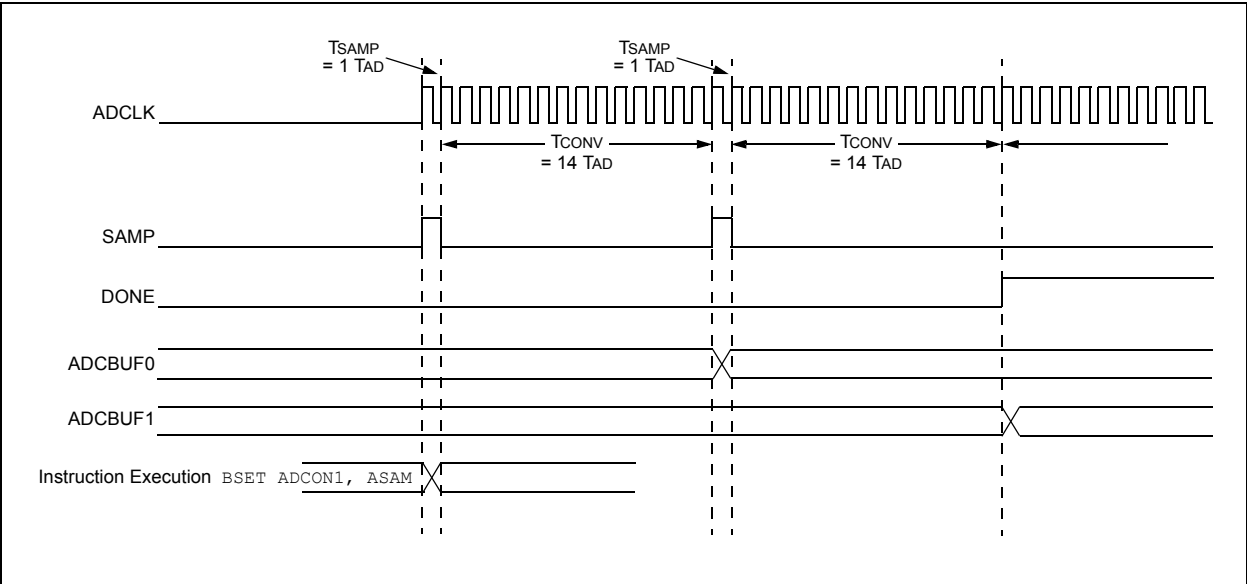 TSAMP TSAMP
= 1 TAD = 1 TAD
ADCLK
TCONV TCONV
= 14 TAD = 14 TAD
SAMP
DONE
ADCBUF0
ADCBUF1
Instruction Execution BSET ADCON1, ASAM